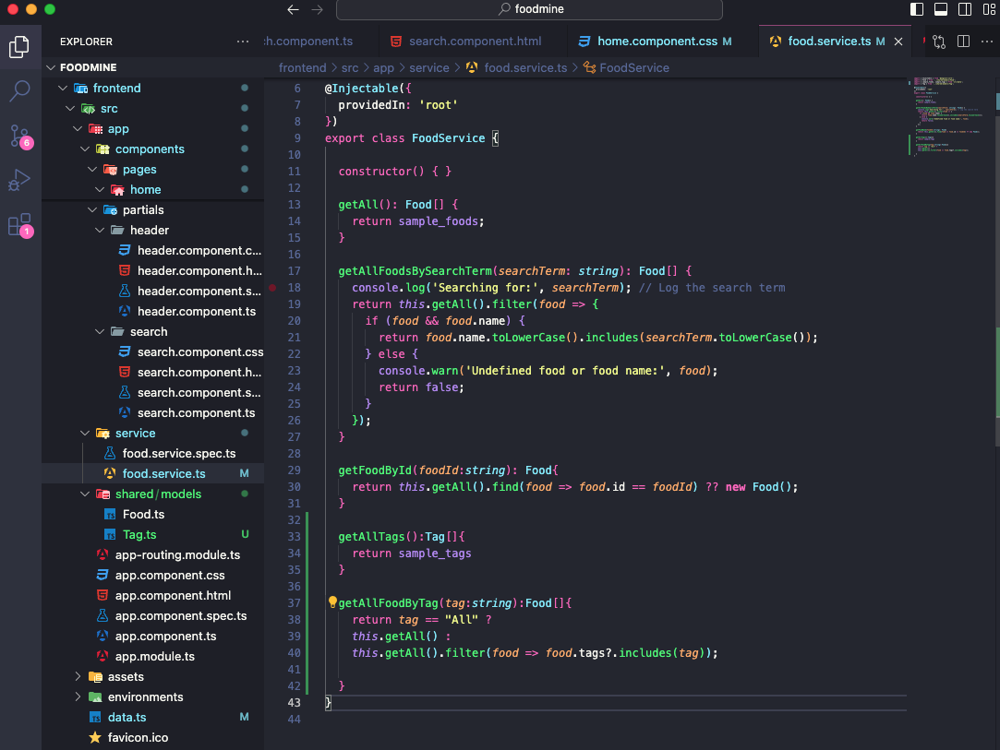 foodmine
EXPLORER
ch.component.ts
search.component.html
home.component.css M
food.service.ts M
FOODMINE
frontend > src > app > service > food.service.ts > FoodService
frontend
src
app
components
pages
home
partials
header
header.component.c...
header.component.h...
header.component.s...
header.component.ts
search
search.component.css
search.component.h...
search.component.s...
search.component.ts
service
food.service.spec.ts
food.service.ts M
shared/models
Food.ts
Tag.ts U
app-routing.module.ts
app.component.css
app.component.html
app.component.spec.ts
app.component.ts
app.module.ts
assets
environments
data.ts M
favicon.ico
6
1
6 @Injectable({
7 providedIn: 'root'
8 })
9 export class FoodService {
10
11 constructor() { }
12
13 getAll(): Food[] {
14 return sample_foods;
15 }
16
17 getAllFoodsBySearchTerm(searchTerm: string): Food[] {
18 console.log('Searching for:', searchTerm); // Log the search term
19 return this.getAll().filter(food => {
20 if (food && food.name) {
21 return food.name.toLowerCase().includes(searchTerm.toLowerCase());
22 } else {
23 console.warn('Undefined food or food name:', food);
24 return false;
25 }
26 });
27 }
28
29 getFoodById(foodId:string): Food{
30 return this.getAll().find(food => food.id == foodId) ?? new Food();
31 }
32
33 getAllTags():Tag[]{
34 return sample_tags
35 }
36
37 getAllFoodByTag(tag:string):Food[]{
38 return tag == "All" ?
39 this.getAll() :
40 this.getAll().filter(food => food.tags?.includes(tag));
41
42 }
43 }
44